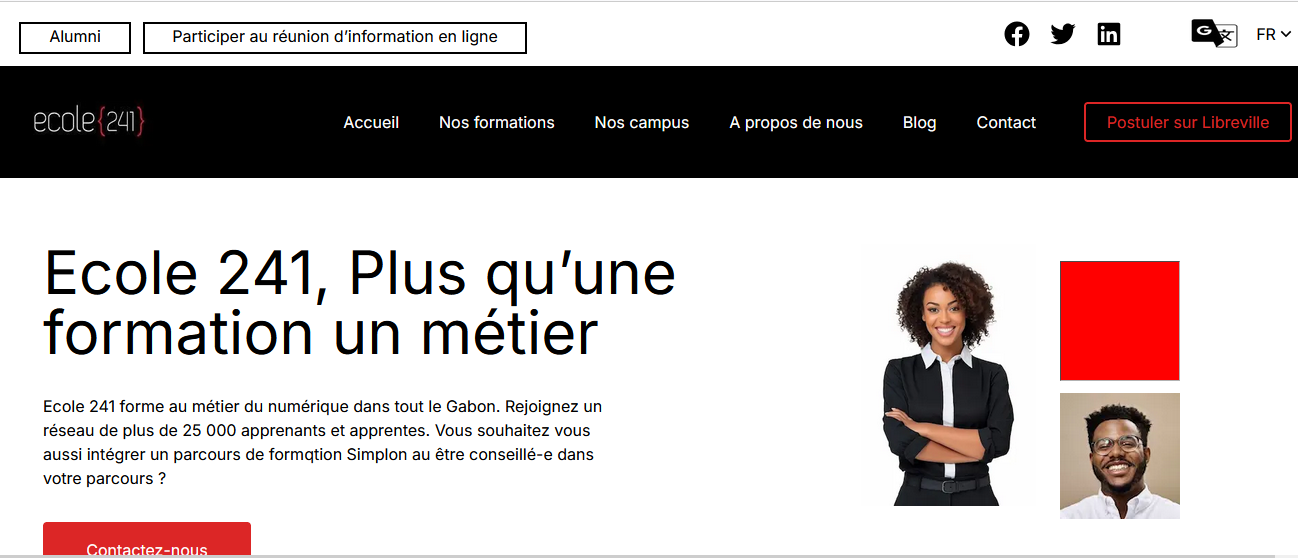 Alumni
Participer au réunion d’information en ligne
FR
ecole{241}
Accueil
Nos formations
Nos campus
A propos de nous
Blog
Contact
Postuler sur Libreville
Ecole 241, Plus qu’une
formation un métier
Ecole 241 forme au métier du numérique dans tout le Gabon. Rejoignez un
réseau de plus de 25 000 apprenants et apprentes. Vous souhaitez vous
aussi intégrer un parcours de formqtion Simplon au être conseillé-e dans
votre parcours ?
Contactez-nous